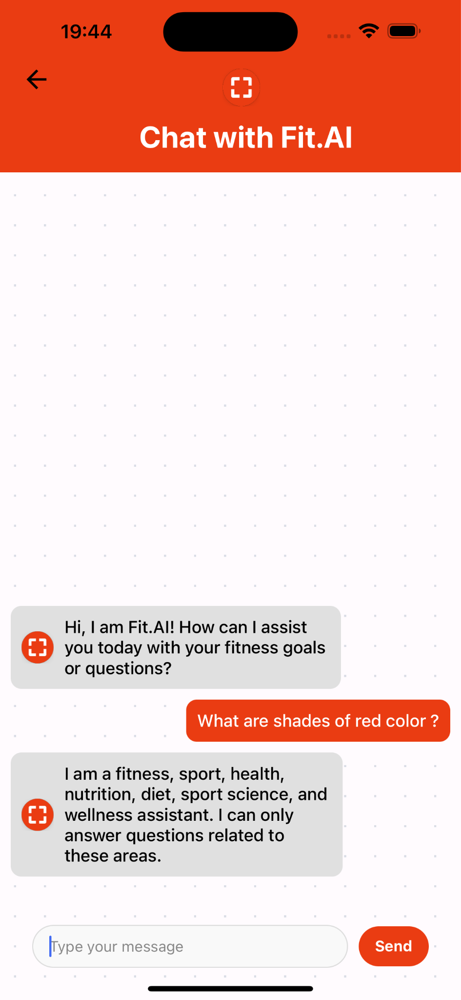 19:44
Chat with Fit.AI
Hi, I am Fit.AI! How can I assist
you today with your fitness goals
or questions?
What are shades of red color ?
I am a fitness, sport, health,
nutrition, diet, sport science, and
wellness assistant. I can only
answer questions related to
these areas.
Type your message
Send